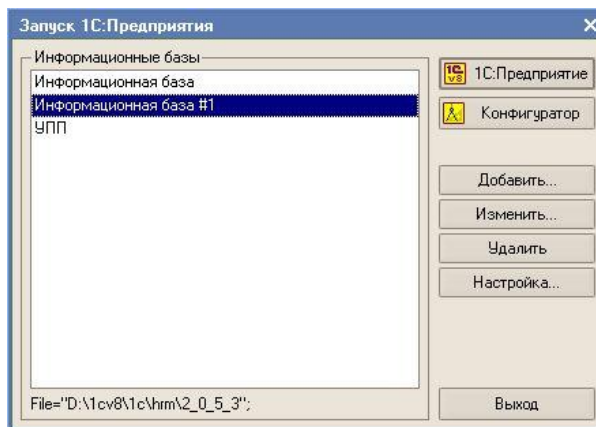 Запуск 1С:Предприятия
Информационные базы
Информационная база
Информационная база #1
УПП
File="D:\1cv8\1c\hrm\2_0_5_3";
1С:Предприятие
Конфигуратор
Добавить...
Изменить...
Удалить
Настройка...
Выход